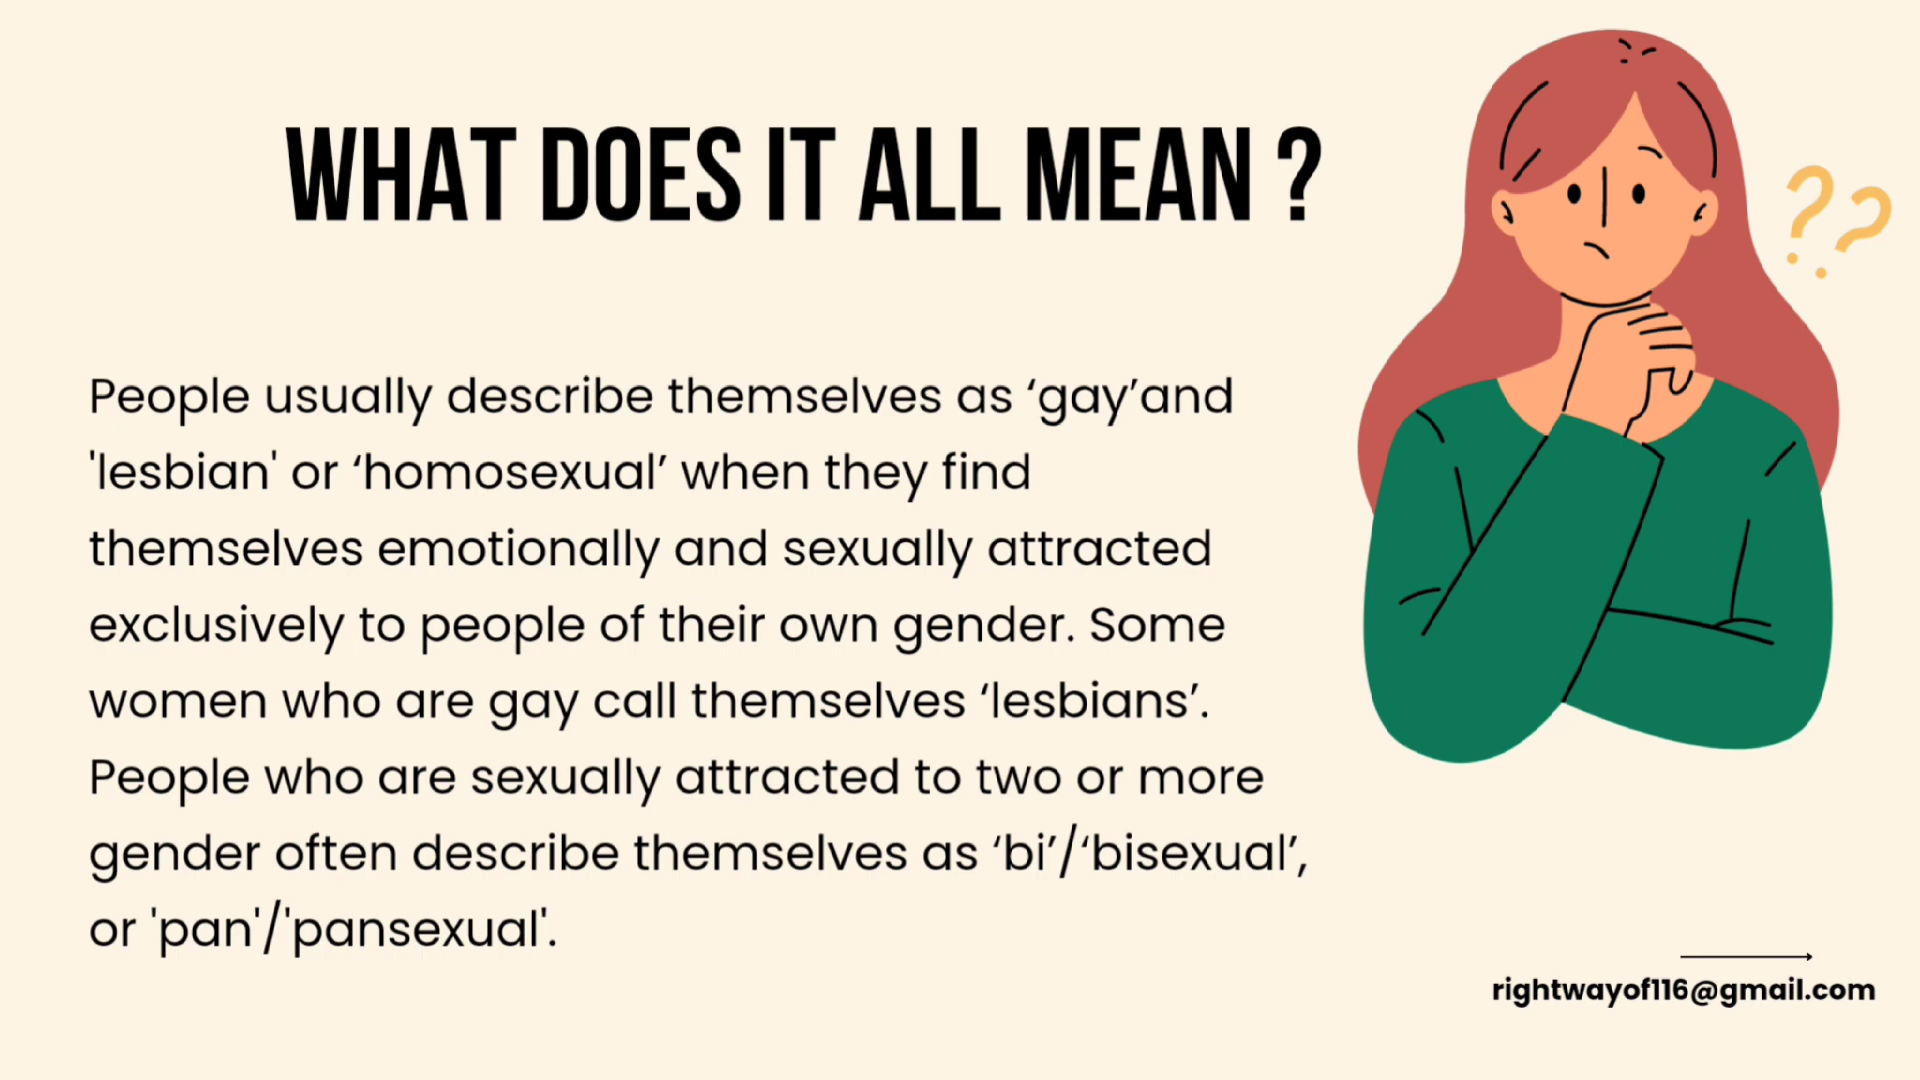 WHAT DOES IT ALL MEAN ?
??
People usually describe themselves as ‘gay’and
'lesbian' or ‘homosexual’ when they find
themselves emotionally and sexually attracted
exclusively to people of their own gender. Some
women who are gay call themselves ‘lesbians’.
People who are sexually attracted to two or more
gender often describe themselves as ‘bi’/‘bisexual’,
or 'pan'/'pansexual'.
rightwayof116@gmail.com